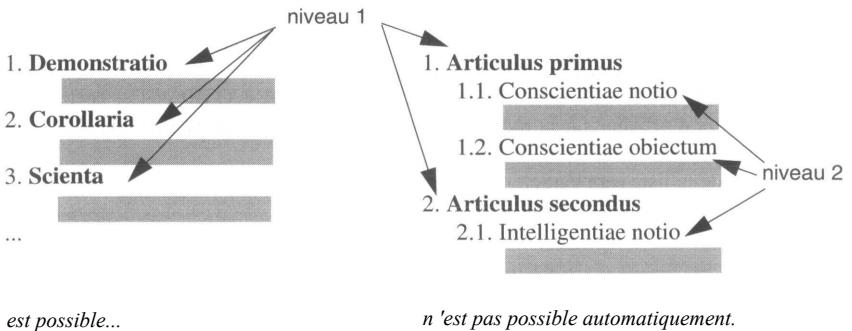 niveau 1
1. Demonstratio
2. Corollaria
3. Scienta
...
1. Articulus primus
1.1. Conscientiae notio
1.2. Conscientiae obiectum
niveau 2
2. Articulus secondus
2.1. Intelligentiae notio
est possible...
n 'est pas possible automatiquement.